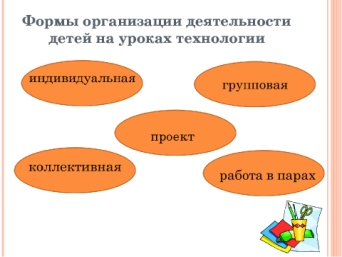 Формы организации деятельности
детей на уроках технологии
индивидуальная
групповая
проект
коллективная
работа в парах